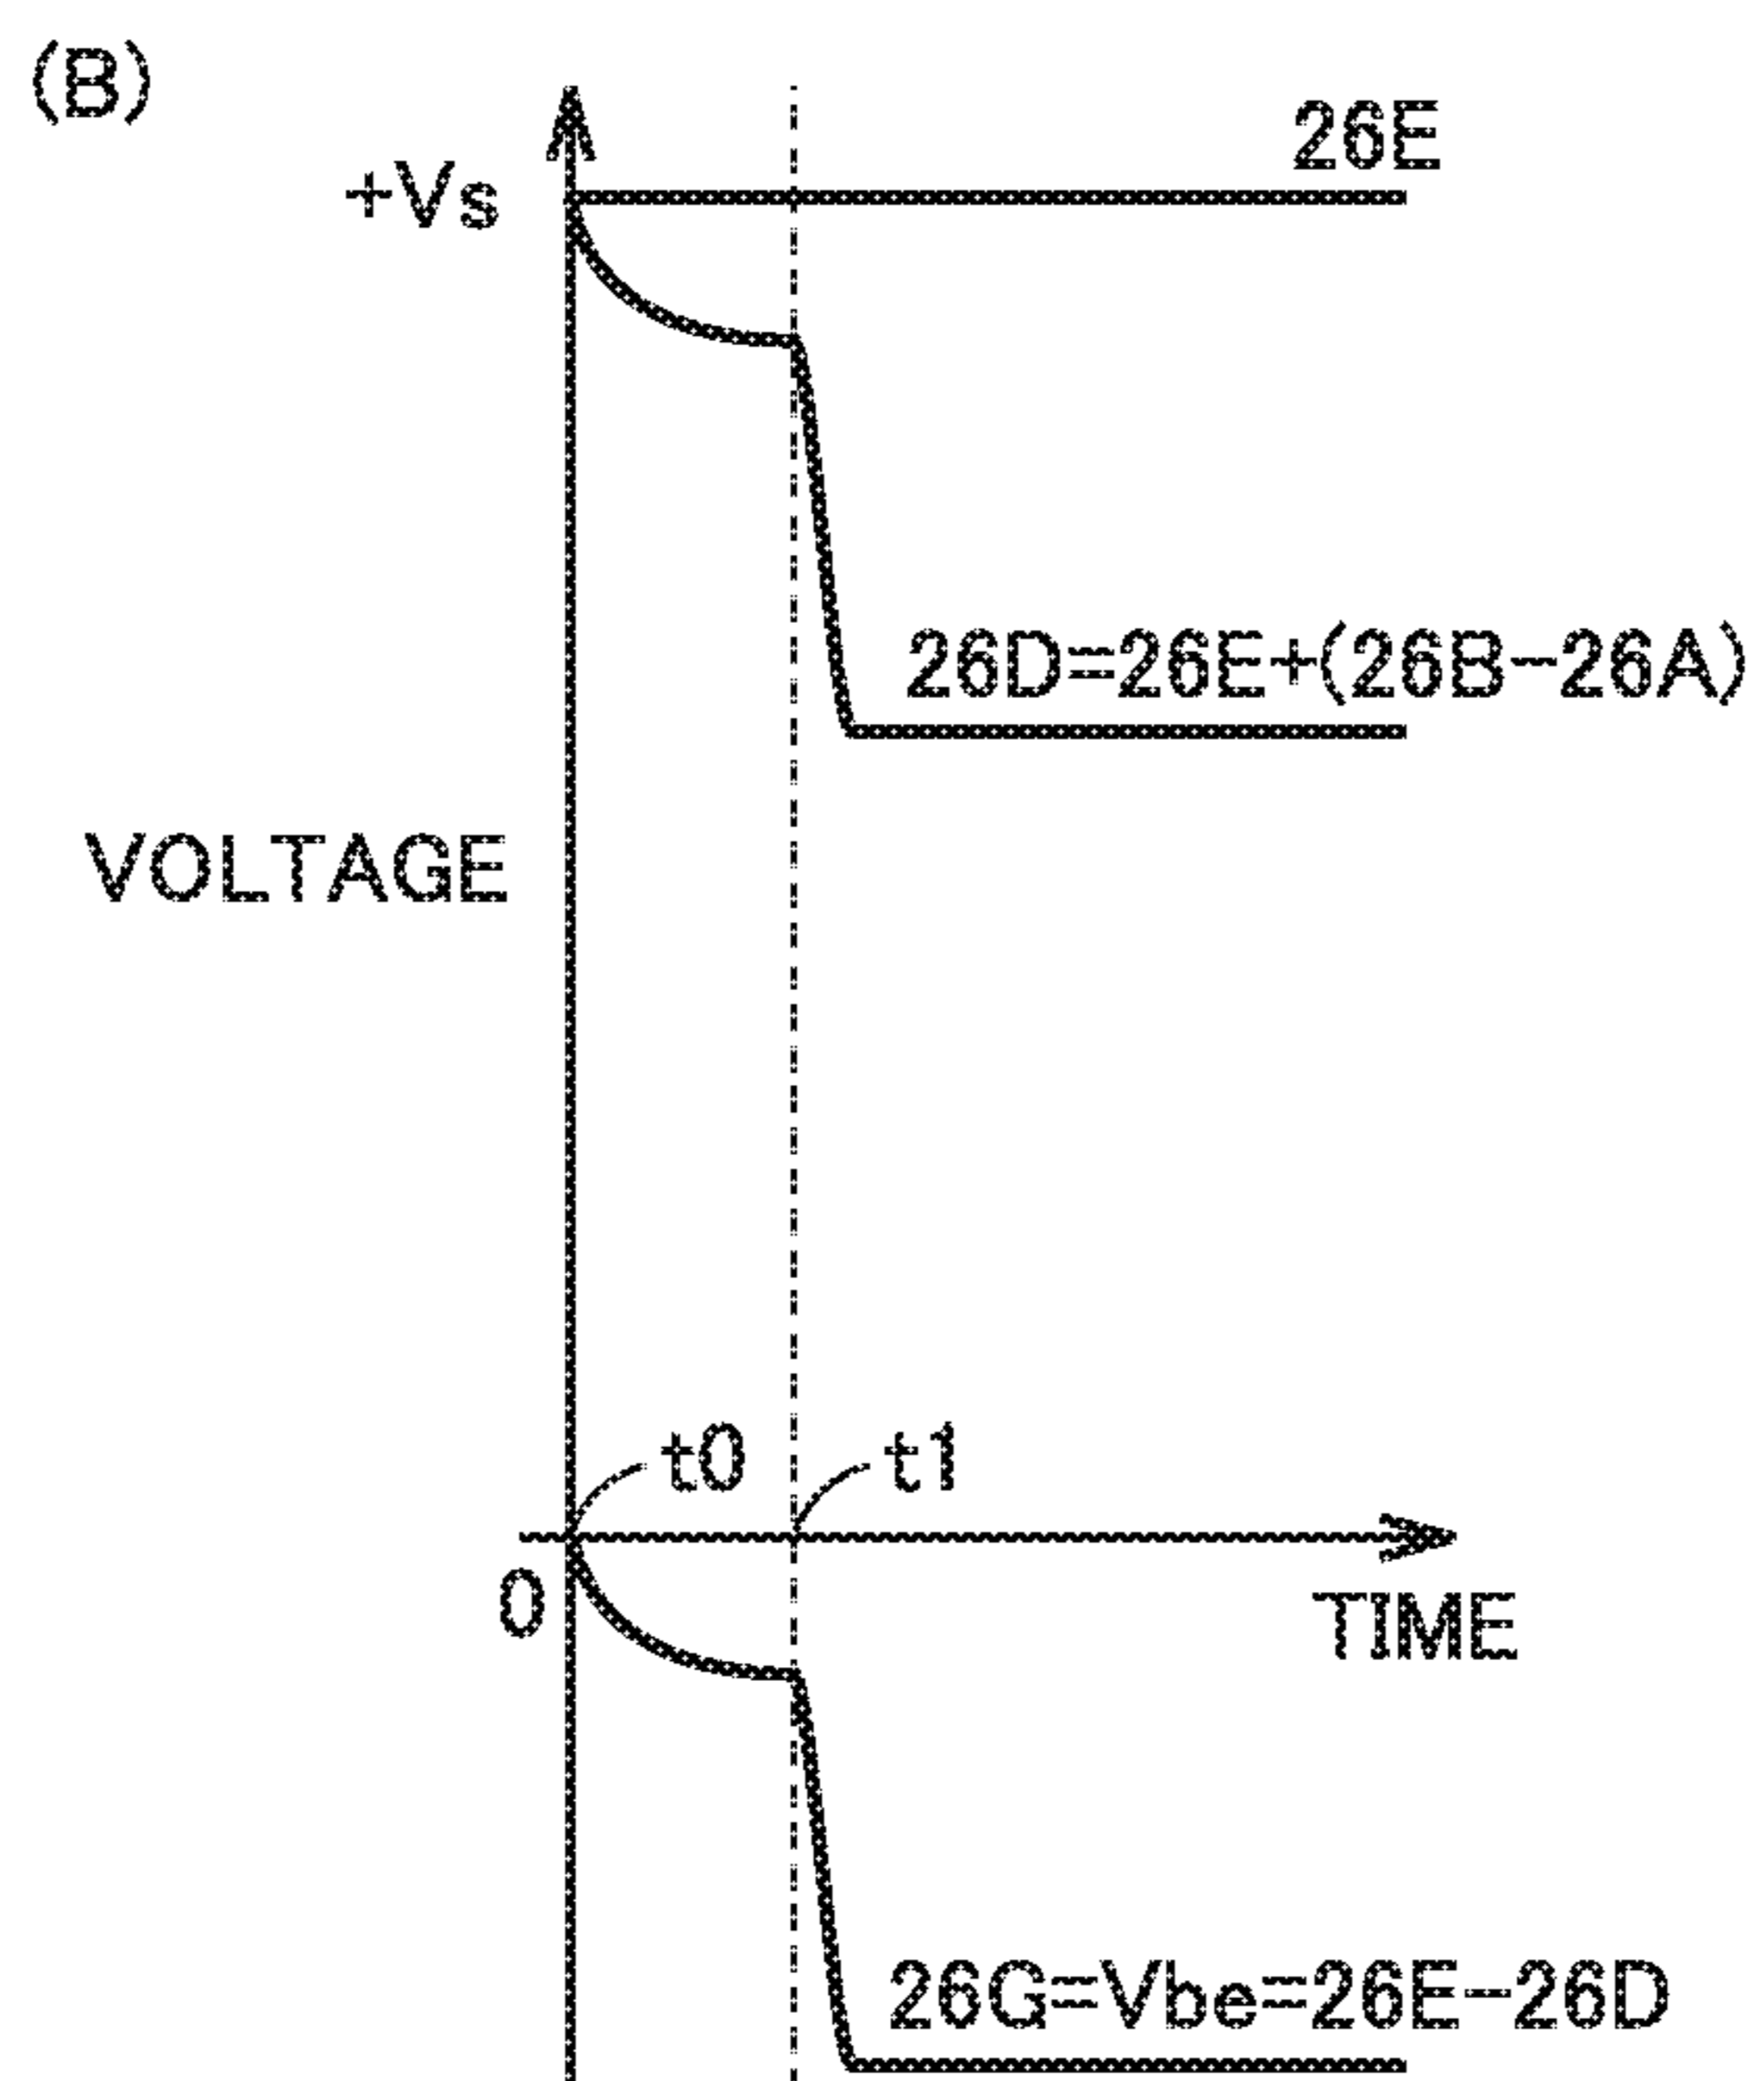 (B)
26E
+Vs
26D=26E+(26B-26A)
VOLTAGE
t0
t1
0
TIME
26G=Vbe=26E-26D